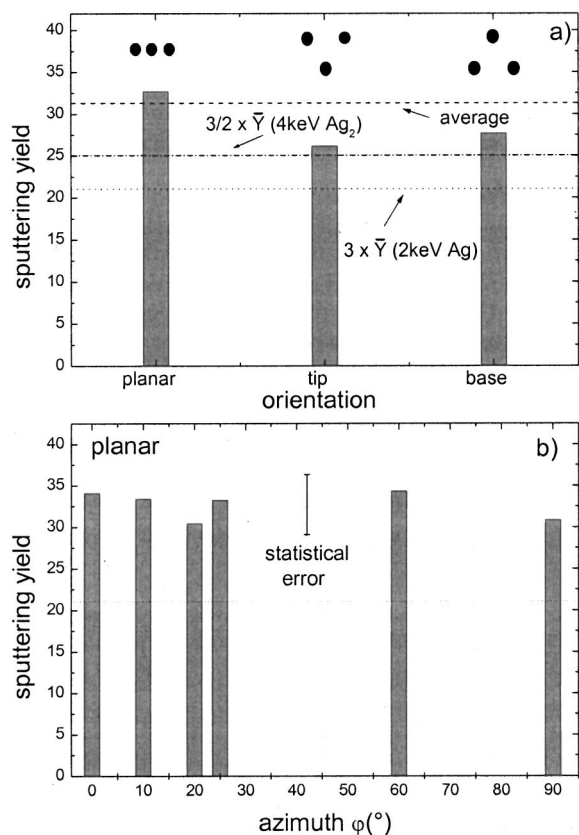 a)
45
40
35
30
25
20
15
10
5
0
sputtering yield
3/2 x Ȳ (4keV Ag₂)
average
3 x Ȳ (2keV Ag)
planar tip base
orientation
planar b)
45
40
35
30
25
20
15
10
5
0
sputtering yield
statistical
error
0 10 20 30 40 50 60 70 80 90
azimuth φ(°)